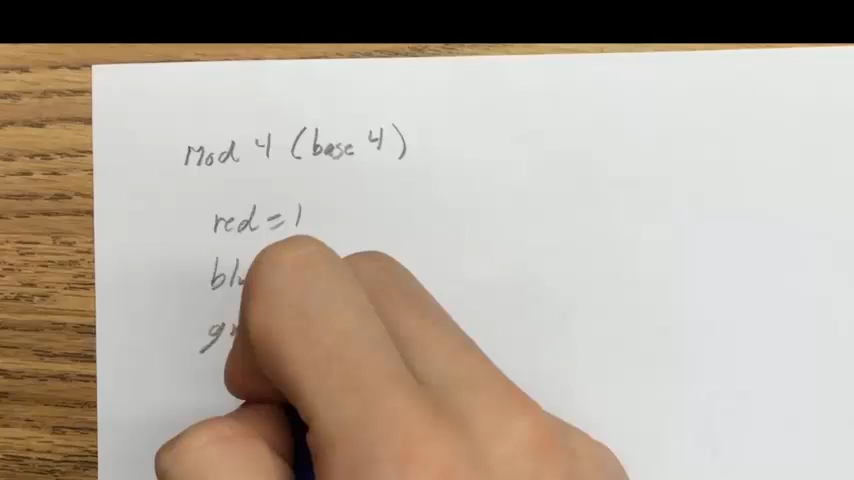 Mod 4 (base 4)
red = 1